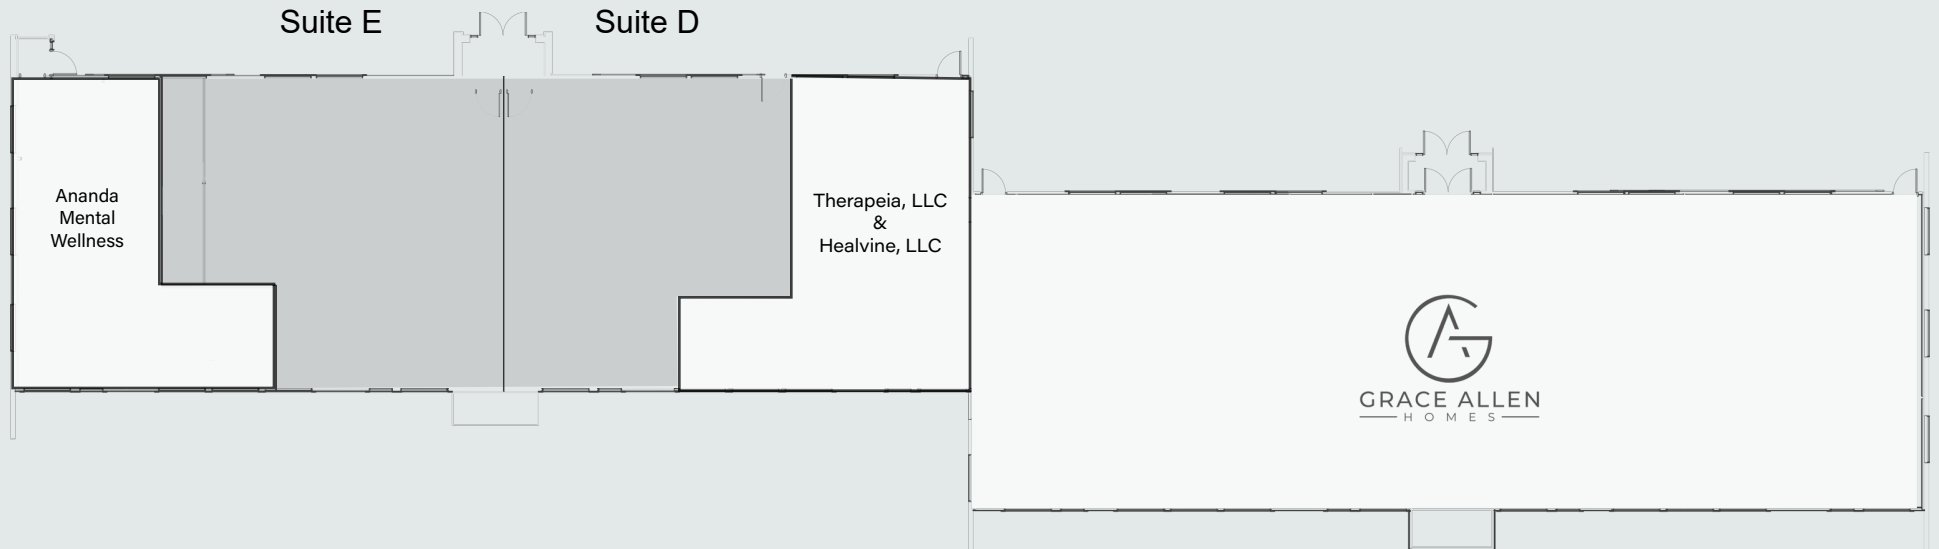 Suite E
Suite D
Ananda
Mental
Wellness
Therapeia, LLC
&
Healvine, LLC
GRACE ALLEN
HOMES